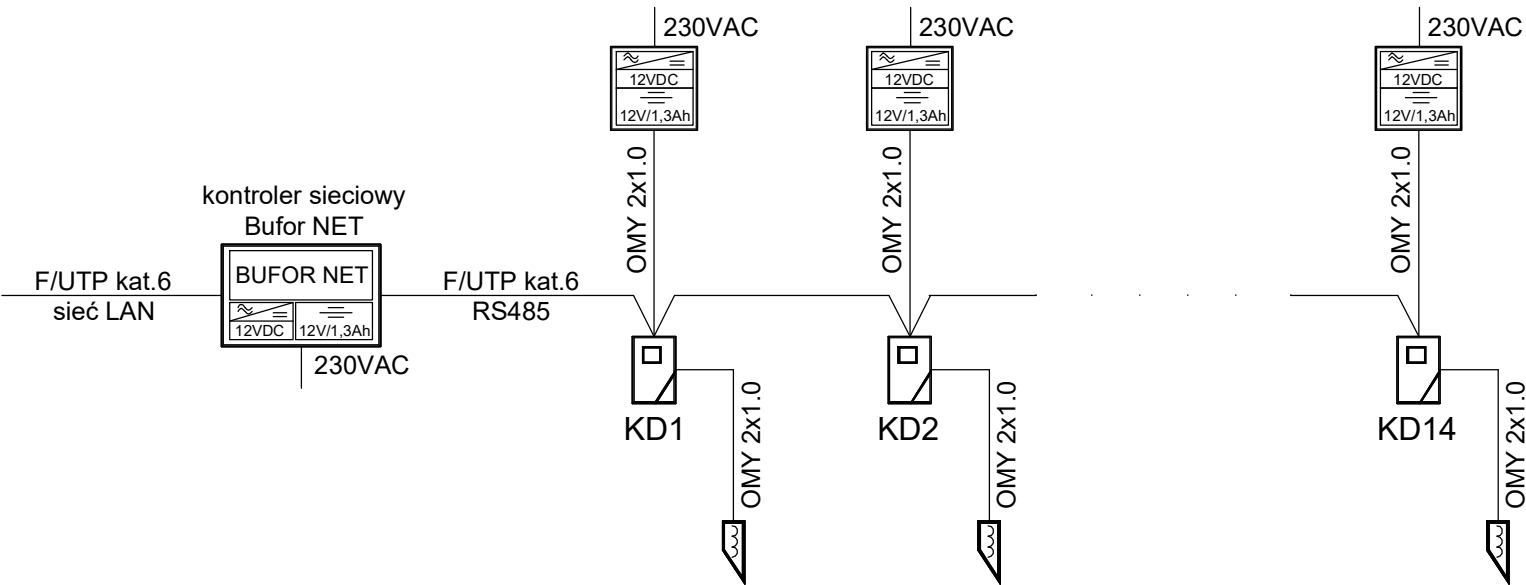 230VAC
230VAC
230VAC
12VDC
12V/1,3Ah
12VDC
12V/1,3Ah
12VDC
12V/1,3Ah
OMY 2x1.0
OMY 2x1.0
OMY 2x1.0
kontroler sieciowy
Bufor NET
BUFOR NET
12VDC
12V/1,3Ah
230VAC
F/UTP kat.6
sieć LAN
F/UTP kat.6
RS485
KD1
KD2
KD14
OMY 2x1.0
OMY 2x1.0
OMY 2x1.0